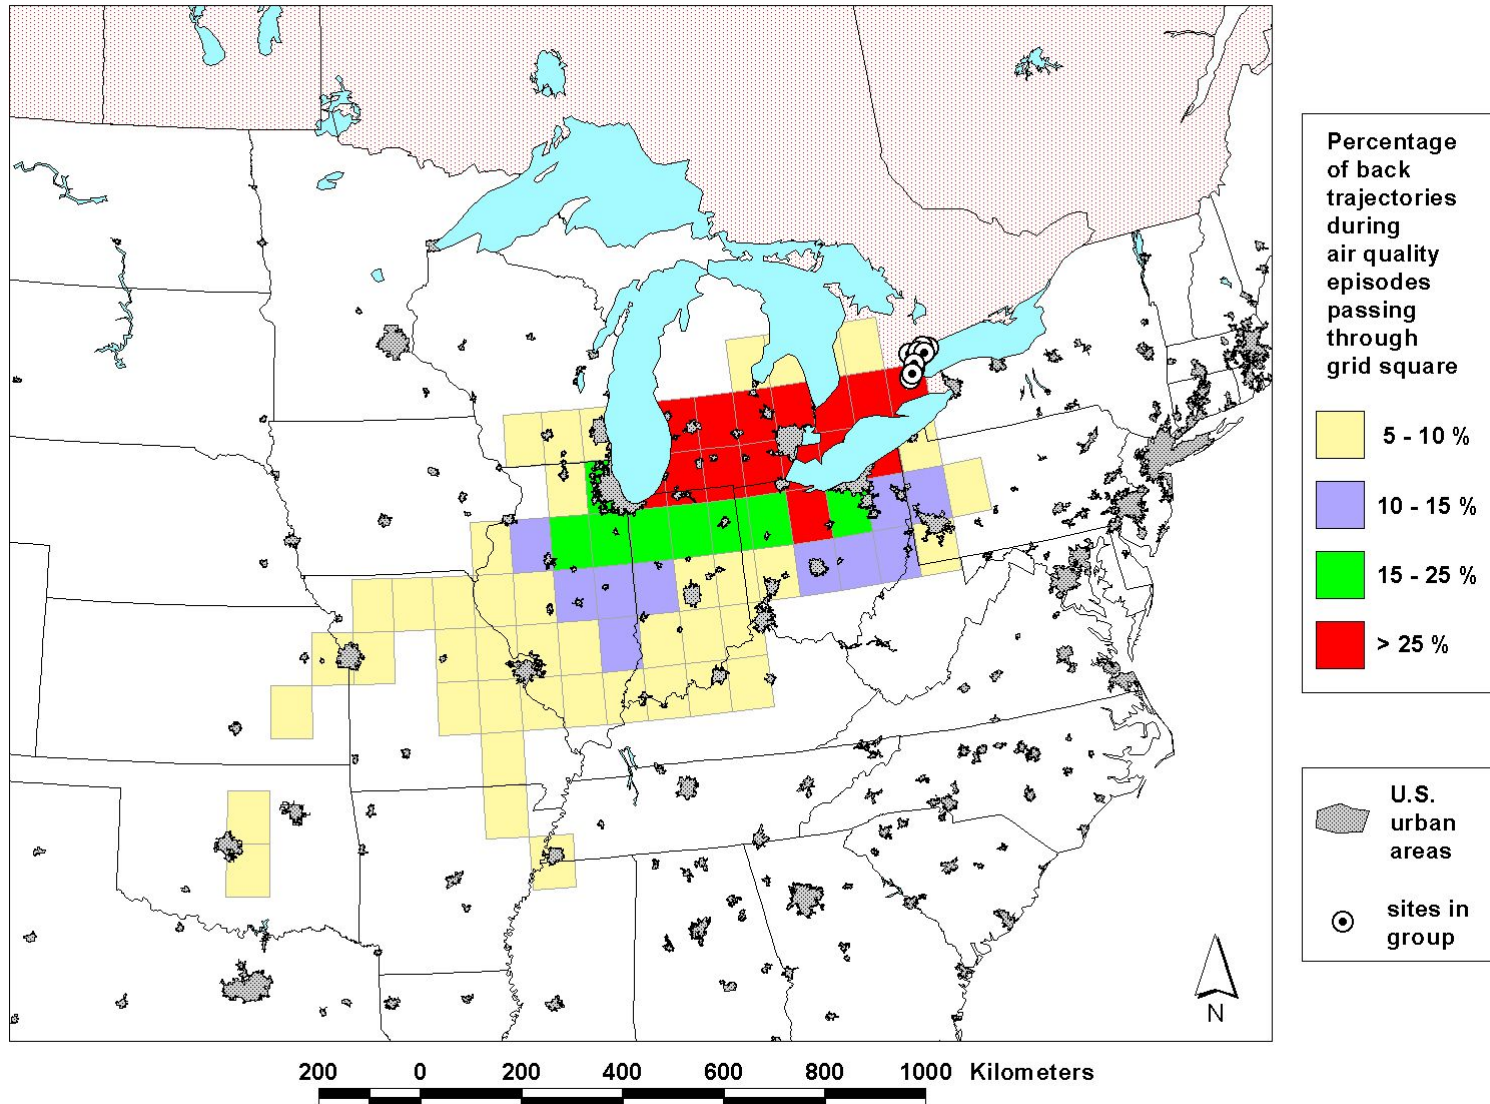 Percentage
of back
trajectories
during
air quality
episodes
passing
through
grid square
5 - 10 %
10 - 15 %
15 - 25 %
> 25 %
U.S.
urban
areas
sites in
group
N
200 0 200 400 600 800 1000 Kilometers